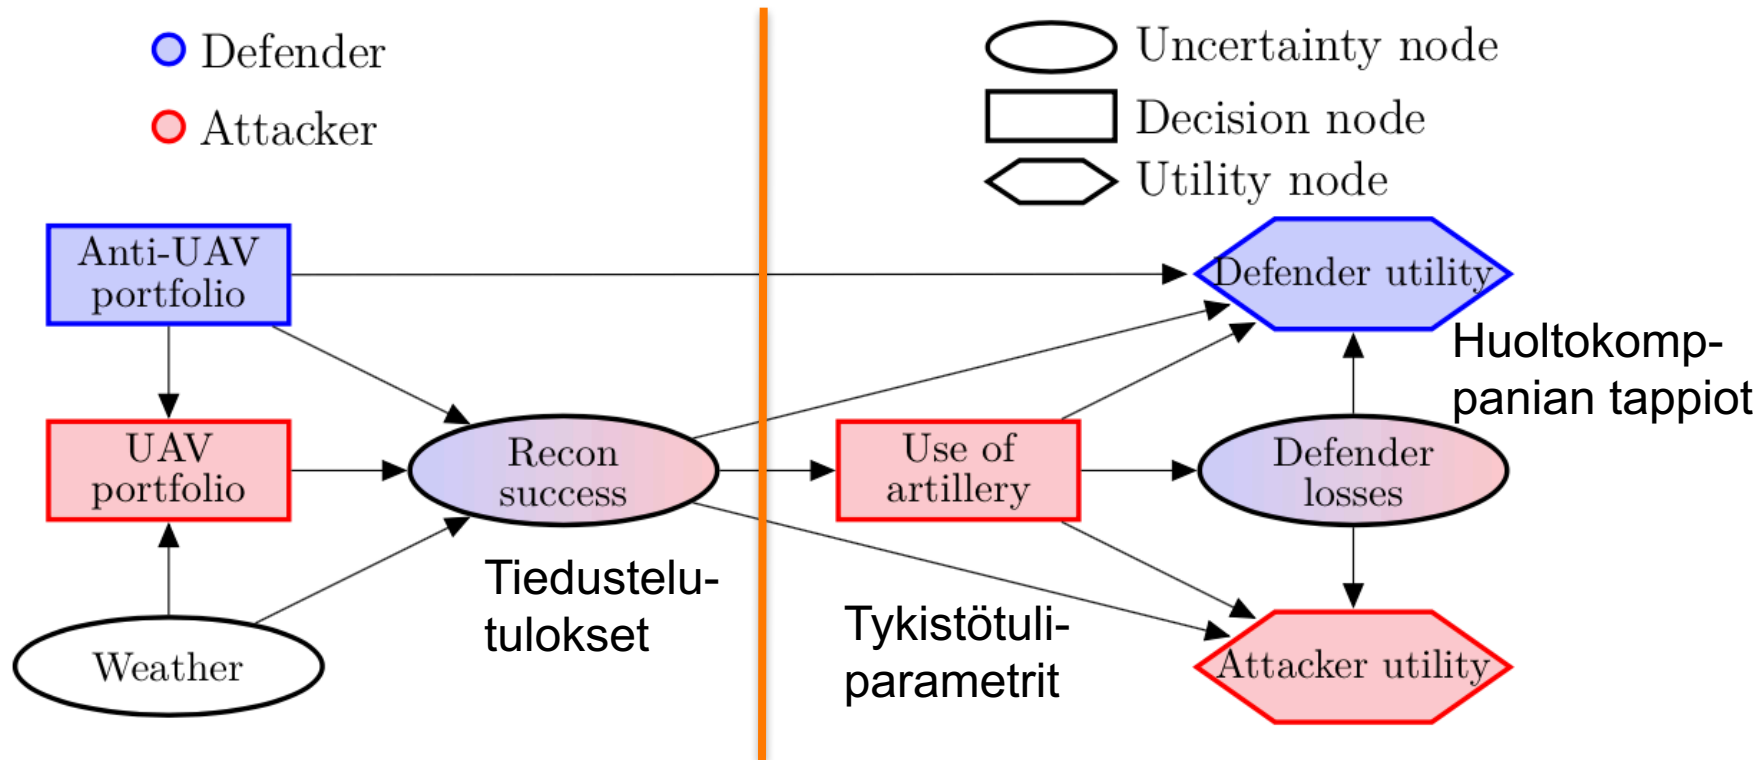 Defender
Attacker
Uncertainty node
Decision node
Utility node
Anti-UAV
portfolio
Defender utility
Huoltokomp-
panian tappiot
UAV
portfolio
Recon
success
Use of
artillery
Defender
losses
Tiedustelu-
tulokset
Tykistötuli-
parametrit
Weather
Attacker utility